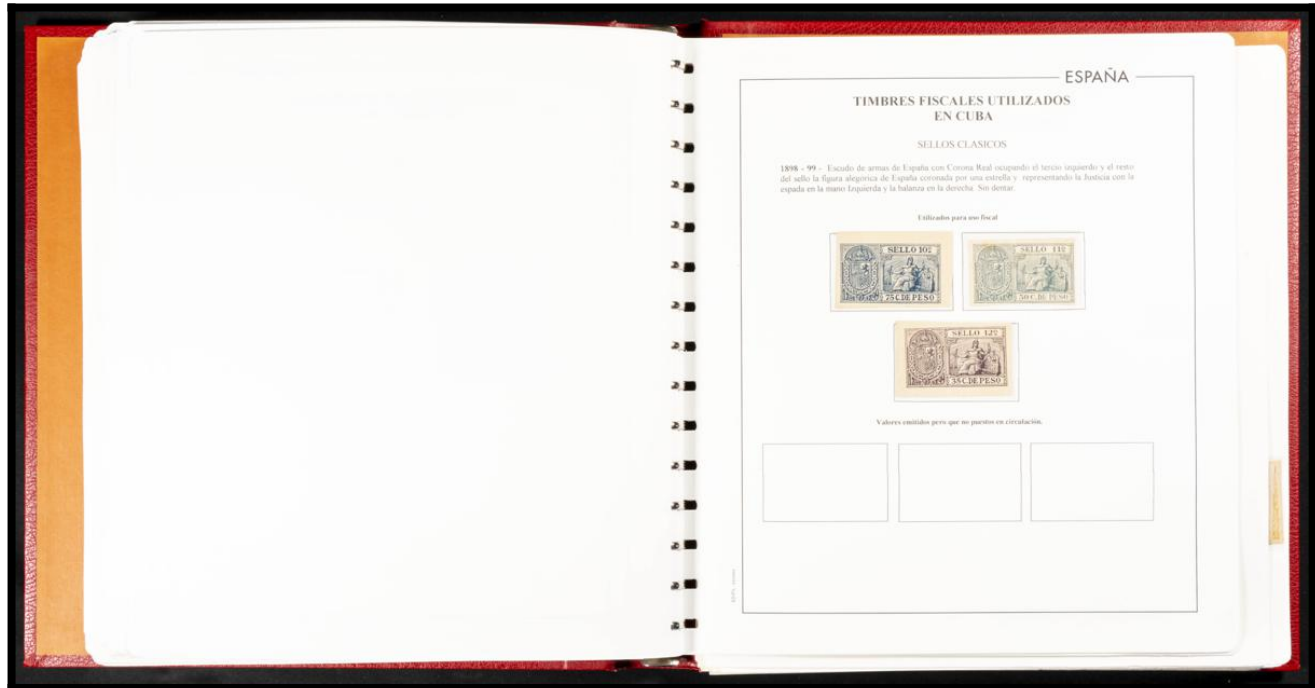 ESPAÑA
TIMBRES FISCALES UTILIZADOS
EN CUBA
SELLOS CLASICOS
1898 - 99 - Escudo de armas de España con Corona Real ocupando el tercio izquierdo y el resto
del sello la figura alegórica de España coronada por una estrella y representando la Justicia con la
espada en la mano Izquierda y la balanza en la derecha. Sin dentar.
Utilizados para uso fiscal
SELLO 10º
75 C. DE PESO
SELLO 11º
50 C. DE PESO
SELLO 12º
35 C. DE PESO
Valores emitidos pero que no puestos en circulación.